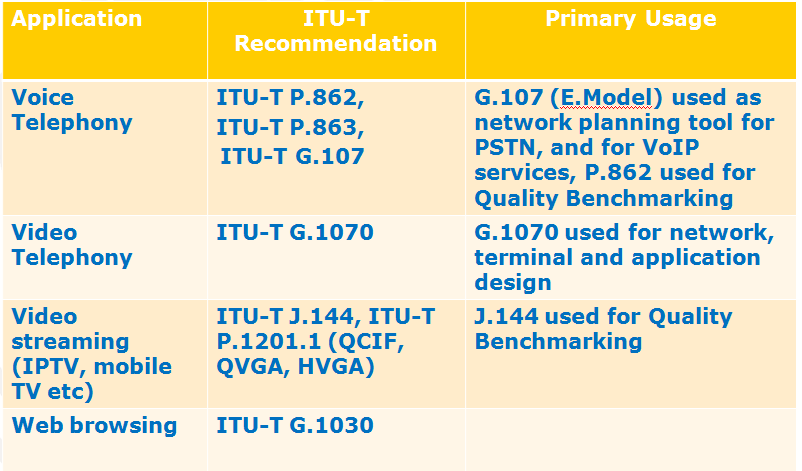 Application
ITU-T
Recommendation
Primary Usage
Voice
Telephony
ITU-T P.862,
ITU-T P.863,
ITU-T G.107
G.107 (E.Model) used as
network planning tool for
PSTN, and for VoIP
services, P.862 used for
Quality Benchmarking
Video
Telephony
ITU-T G.1070
G.1070 used for network,
terminal and application
design
Video
streaming
(IPTV, mobile
TV etc)
ITU-T J.144, ITU-T
P.1201.1 (QCIF,
QVGA, HVGA)
J.144 used for Quality
Benchmarking
Web browsing
ITU-T G.1030